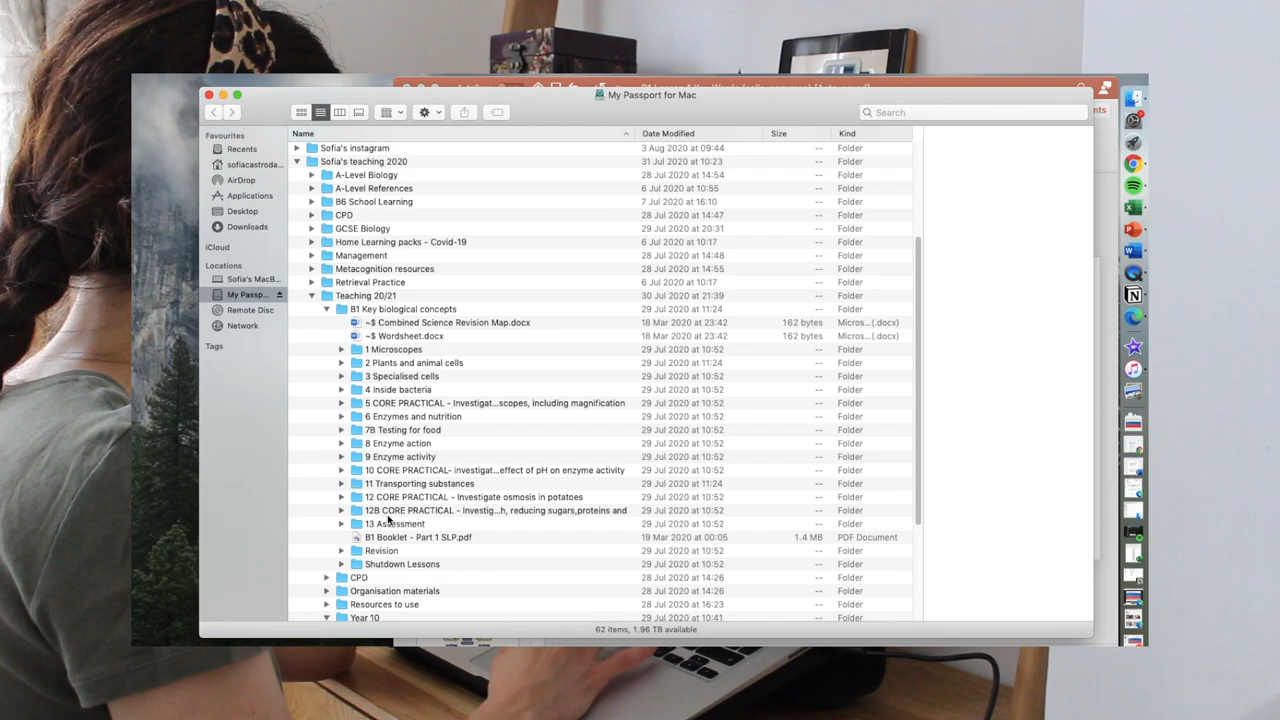 My Passport for Mac
Search
nts
Favourites
Recents
sofiacastroda...
AirDrop
Applications
Desktop
Downloads
iCloud
Locations
Sofia's MacB...
My Passp...
Remote Disc
Network
Tags
Name Date Modified Size Kind
Sofia's instagram 3 Aug 2020 at 09:44 -- Folder
Sofia's teaching 2020 31 Jul 2020 at 10:23 -- Folder
A-Level Biology 28 Jul 2020 at 14:54 -- Folder
A-Level References 6 Jul 2020 at 10:55 -- Folder
B6 School Learning 7 Jul 2020 at 16:10 -- Folder
CPD 28 Jul 2020 at 14:47 -- Folder
GCSE Biology 29 Jul 2020 at 20:31 -- Folder
Home Learning packs - Covid-19 6 Jul 2020 at 10:17 -- Folder
Management 28 Jul 2020 at 14:48 -- Folder
Metacognition resources 28 Jul 2020 at 14:55 -- Folder
Retrieval Practice 6 Jul 2020 at 10:17 -- Folder
Teaching 20/21 30 Jul 2020 at 21:39 -- Folder
B1 Key biological concepts 29 Jul 2020 at 11:24 -- Folder
~$ Combined Science Revision Map.docx 18 Mar 2020 at 23:42 162 bytes Micros...(.docx)
~$ Wordsheet.docx 18 Mar 2020 at 23:42 162 bytes Micros...(.docx)
1 Microscopes 29 Jul 2020 at 10:52 -- Folder
2 Plants and animal cells 29 Jul 2020 at 11:24 -- Folder
3 Specialised cells 29 Jul 2020 at 10:52 -- Folder
4 Inside bacteria 29 Jul 2020 at 10:52 -- Folder
5 CORE PRACTICAL - Investigat...scopes, including magnification 29 Jul 2020 at 10:52 -- Folder
6 Enzymes and nutrition 29 Jul 2020 at 10:52 -- Folder
7B Testing for food 29 Jul 2020 at 10:52 -- Folder
8 Enzyme action 29 Jul 2020 at 10:52 -- Folder
9 Enzyme activity 29 Jul 2020 at 10:52 -- Folder
10 CORE PRACTICAL- investigat...effect of pH on enzyme activity 29 Jul 2020 at 10:52 -- Folder
11 Transporting substances 29 Jul 2020 at 11:24 -- Folder
12 CORE PRACTICAL - Investigate osmosis in potatoes 29 Jul 2020 at 10:52 -- Folder
12B CORE PRACTICAL - Investig...h, reducing sugars,proteins and 29 Jul 2020 at 10:52 -- Folder
13 Assessment 29 Jul 2020 at 10:52 -- Folder
B1 Booklet - Part 1 SLP.pdf 19 Mar 2020 at 00:05 1.4 MB PDF Document
Revision 29 Jul 2020 at 10:52 -- Folder
Shutdown Lessons 29 Jul 2020 at 10:52 -- Folder
CPD 28 Jul 2020 at 14:26 -- Folder
Organisation materials 28 Jul 2020 at 14:26 -- Folder
Resources to use 28 Jul 2020 at 16:23 -- Folder
Year 10 29 Jul 2020 at 10:41 -- Folder
62 items, 1.96 TB available